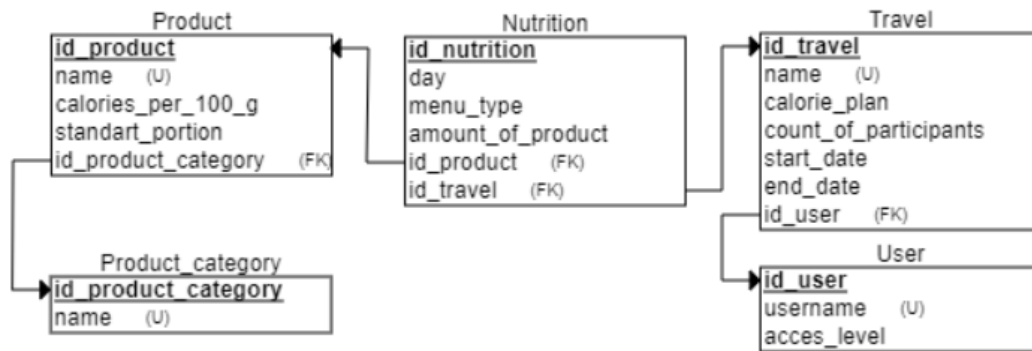 Product
id_product
name (U)
calories_per_100_g
standart_portion
id_product_category (FK)
Nutrition
id_nutrition
day
menu_type
amount_of_product
id_product (FK)
id_travel (FK)
Travel
id_travel
name (U)
calorie_plan
count_of_participants
start_date
end_date
id_user (FK)
Product_category
id_product_category
name (U)
User
id_user
username (U)
acces_level